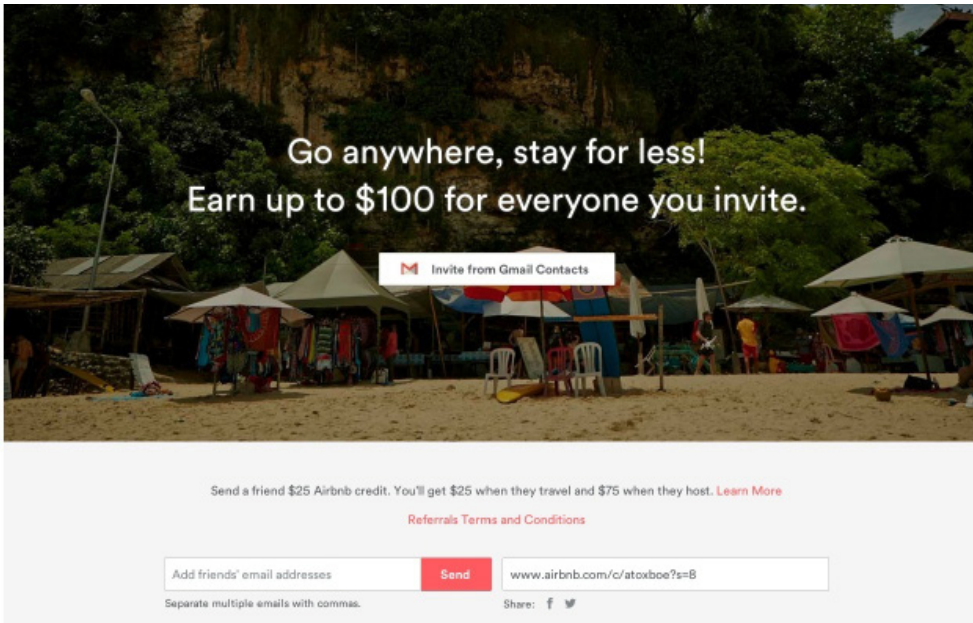 Go anywhere, stay for less!
Earn up to $100 for everyone you invite.
Invite from Gmail Contacts
Send a friend $25 Airbnb credit. You'll get $25 when they travel and $75 when they host. Learn More
Referrals Terms and Conditions
Add friends' email addresses
Send
www.airbnb.com/c/atoxboe?s=8
Separate multiple emails with commas.
Share: